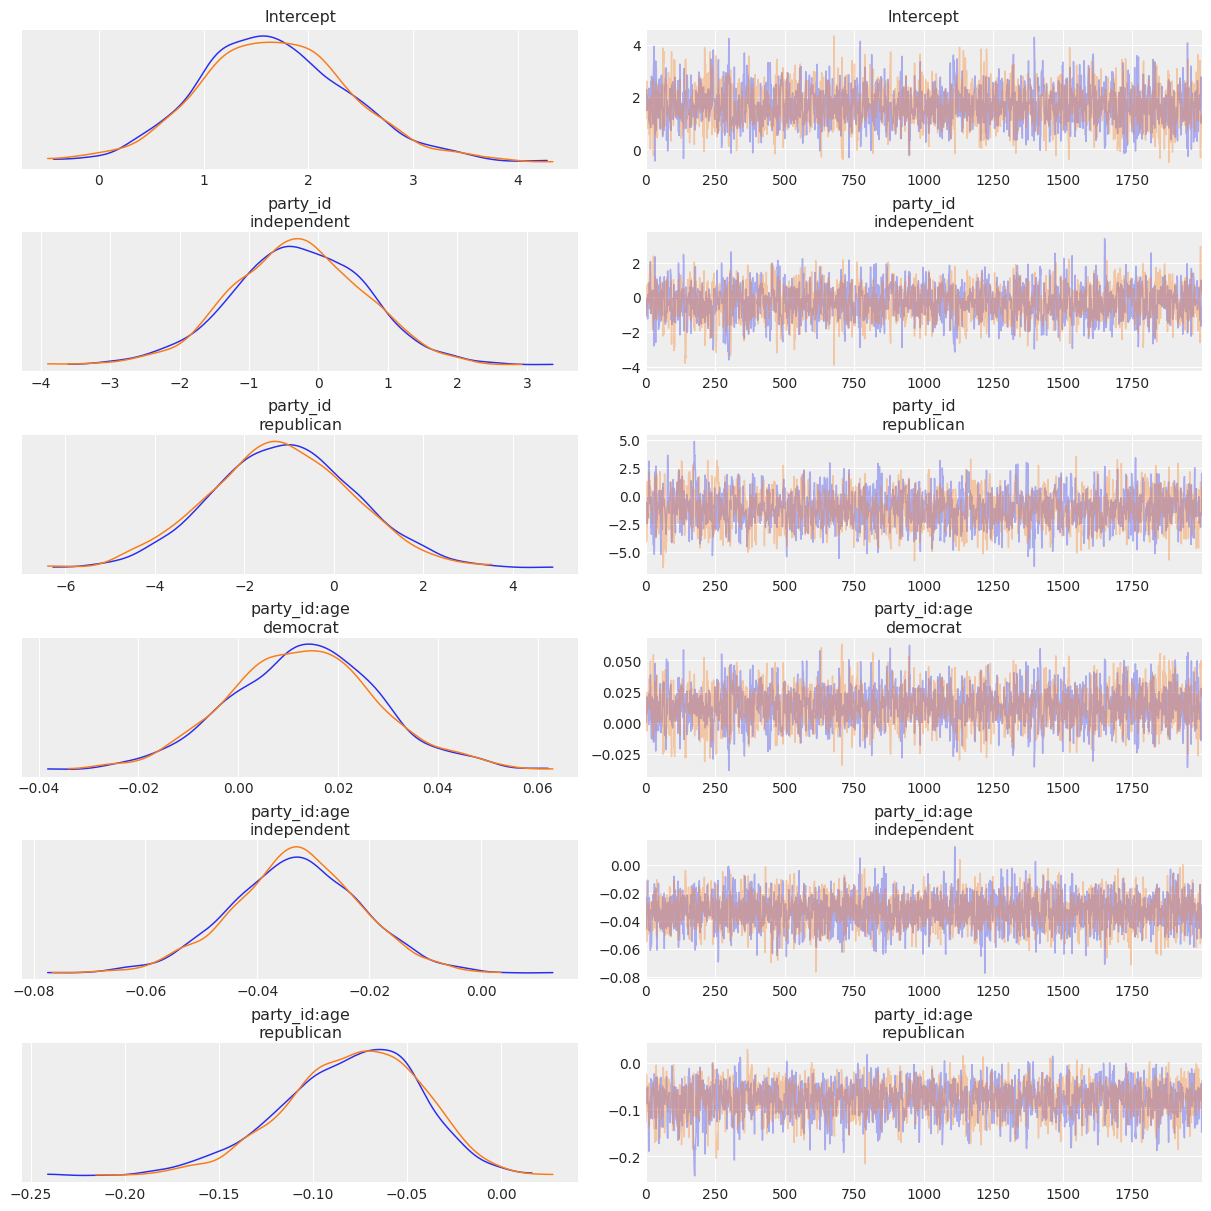 Intercept
0 1 2 3 4
Intercept
4
2
0
0 250 500 750 1000 1250 1500 1750
party_id
independent
−4 −3 −2 −1 0 1 2 3
party_id
independent
2
0
−2
−4
0 250 500 750 1000 1250 1500 1750
party_id
republican
−6 −4 −2 0 2 4
party_id
republican
5.0
2.5
0.0
−2.5
−5.0
0 250 500 750 1000 1250 1500 1750
party_id:age
democrat
−0.04 −0.02 0.00 0.02 0.04 0.06
party_id:age
democrat
0.050
0.025
0.000
−0.025
0 250 500 750 1000 1250 1500 1750
party_id:age
independent
−0.08 −0.06 −0.04 −0.02 0.00
party_id:age
independent
0.00
−0.02
−0.04
−0.06
−0.08
0 250 500 750 1000 1250 1500 1750
party_id:age
republican
−0.25 −0.20 −0.15 −0.10 −0.05 0.00
party_id:age
republican
0.0
−0.1
−0.2
0 250 500 750 1000 1250 1500 1750